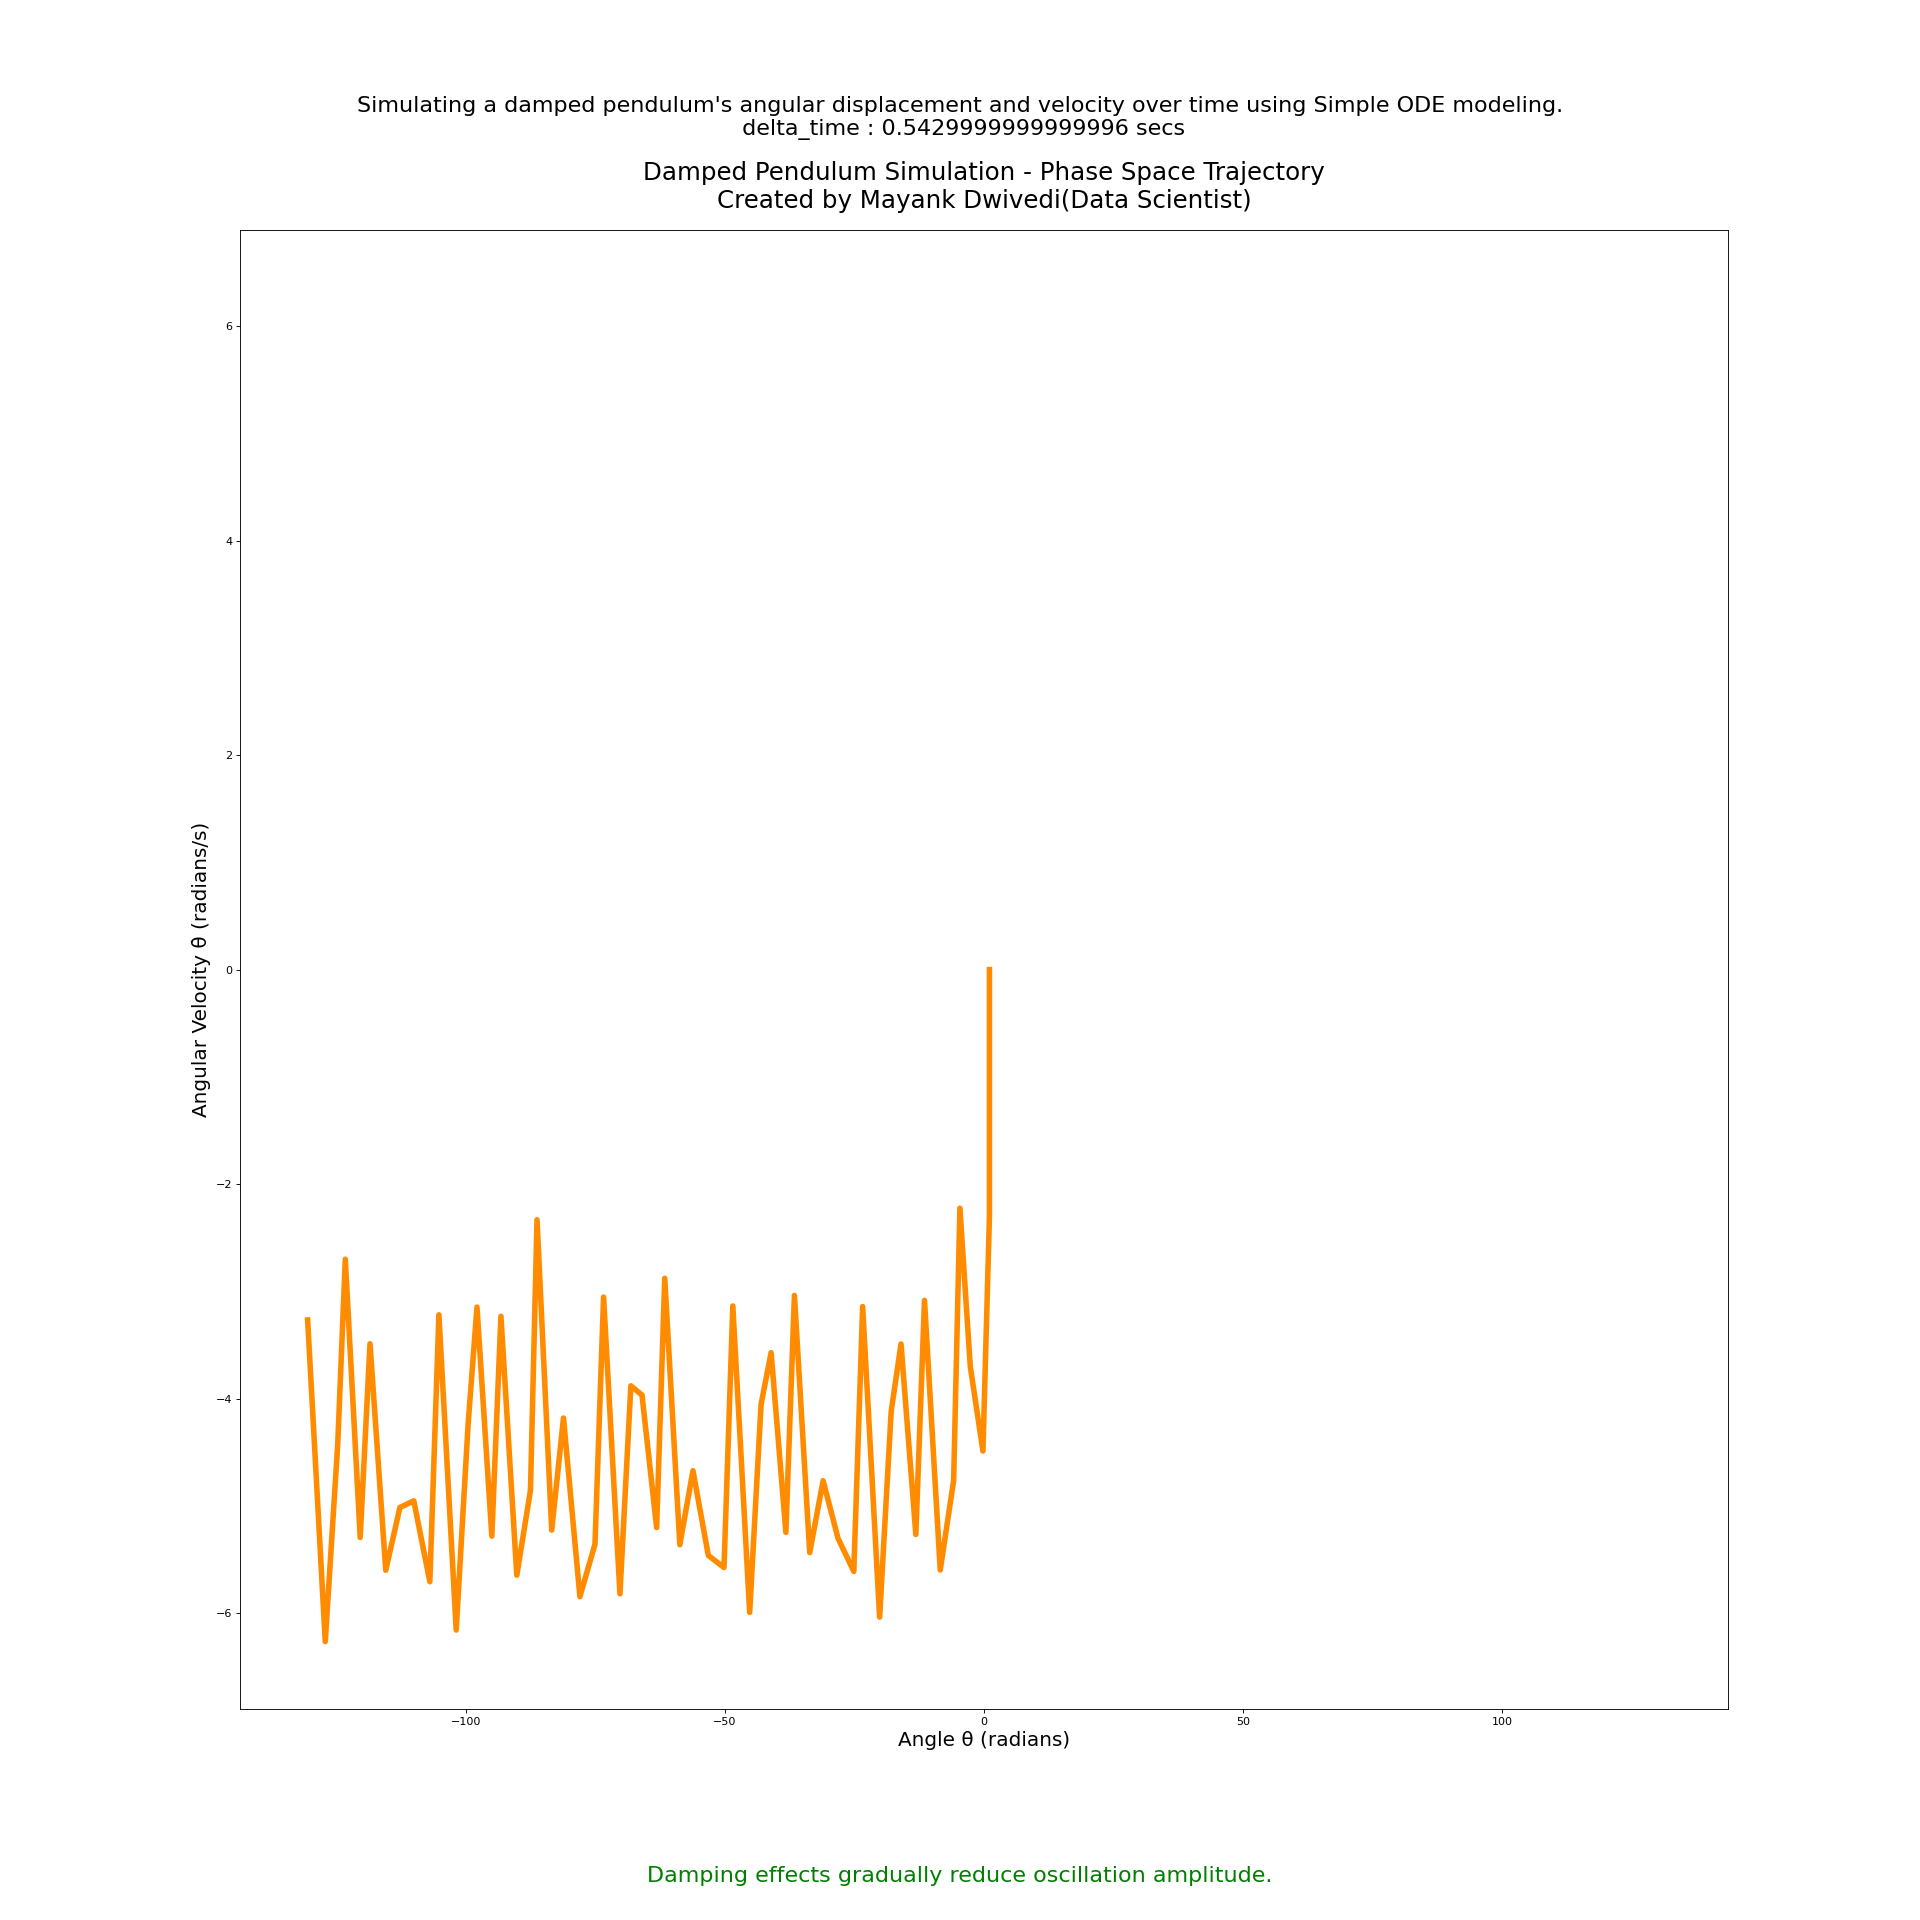 Simulating a damped pendulum's angular displacement and velocity over time using Simple ODE modeling.
delta_time : 0.5429999999999996 secs
Damped Pendulum Simulation - Phase Space Trajectory
Created by Mayank Dwivedi(Data Scientist)
6
4
2
0
−2
−4
−6
Angular Velocity θ̇ (radians/s)
−100
−50
0
50
100
Angle θ (radians)
Damping effects gradually reduce oscillation amplitude.